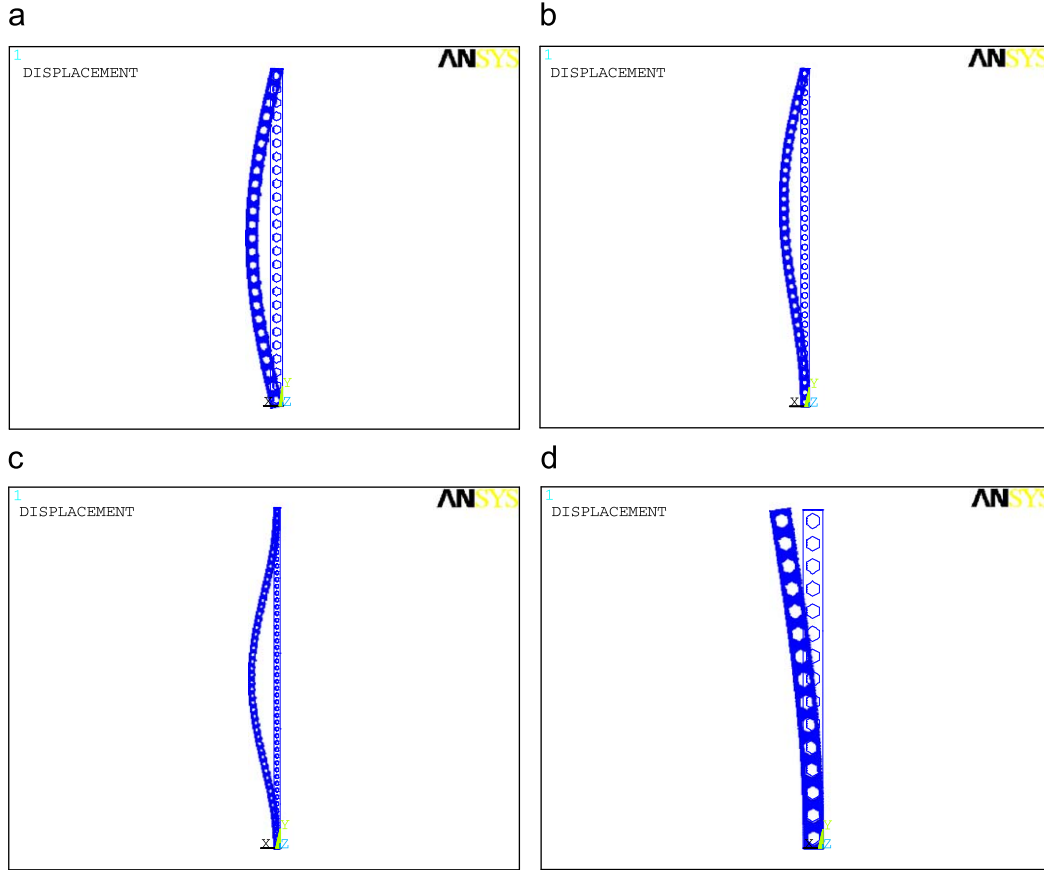 a
1
DISPLACEMENT
ANSYS
Y
X
Z
b
1
DISPLACEMENT
ANSYS
Y
X
Z
c
1
DISPLACEMENT
ANSYS
Y
X
Z
d
1
DISPLACEMENT
ANSYS
Y
X
Z